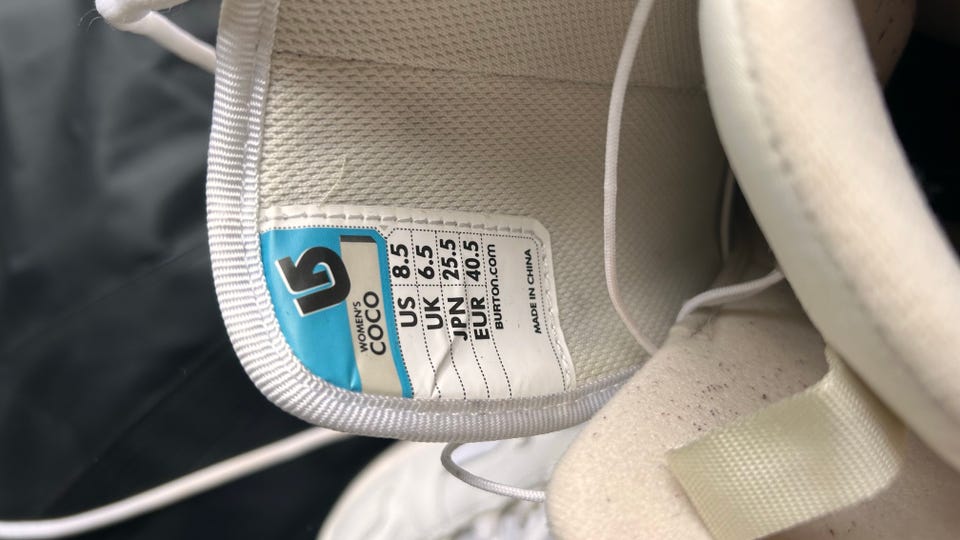 WOMEN'S
COCO
US 8.5
UK 6.5
JPN 25.5
EUR 40.5
BURTON.com
MADE IN CHINA